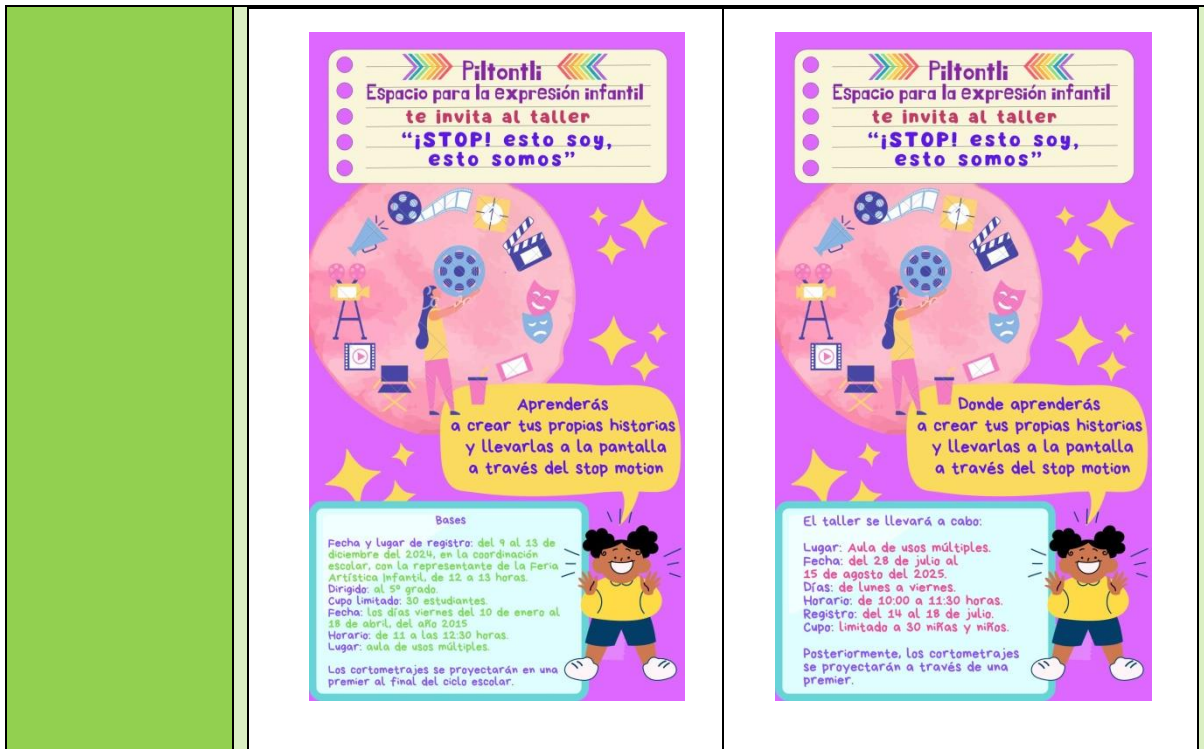 Piltontli
Espacio para la expresión infantil
te invita al taller
“¡STOP! esto soy,
esto somos”
1
Aprenderás
a crear tus propias historias
y llevarlas a la pantalla
a través del stop motion
Bases
Fecha y lugar de registro: del 9 al 13 de
diciembre del 2024, en la coordinación
escolar, con la representante de la Feria
Artística Infantil, de 12 a 13 horas.
Dirigido: al 5º grado.
Cupo limitado: 30 estudiantes.
Fecha: los días viernes del 10 de enero al
18 de abril, del año 2015
Horario: de 11 a las 12:30 horas.
Lugar: aula de usos múltiples.
Los cortometrajes se proyectarán en una
premier al final del ciclo escolar.
Piltontli
Espacio para la expresión infantil
te invita al taller
“¡STOP! esto soy,
esto somos”
1
Donde aprenderás
a crear tus propias historias
y llevarlas a la pantalla
a través del stop motion
El taller se llevará a cabo:
Lugar: Aula de usos múltiples.
Fecha: del 28 de julio al
15 de agosto del 2025.
Días: de lunes a viernes.
Horario: de 10:00 a 11:30 horas.
Registro: del 14 al 18 de julio.
Cupo: limitado a 30 niñas y niños.
Posteriormente, los cortometrajes
se proyectarán a través de una
premier.